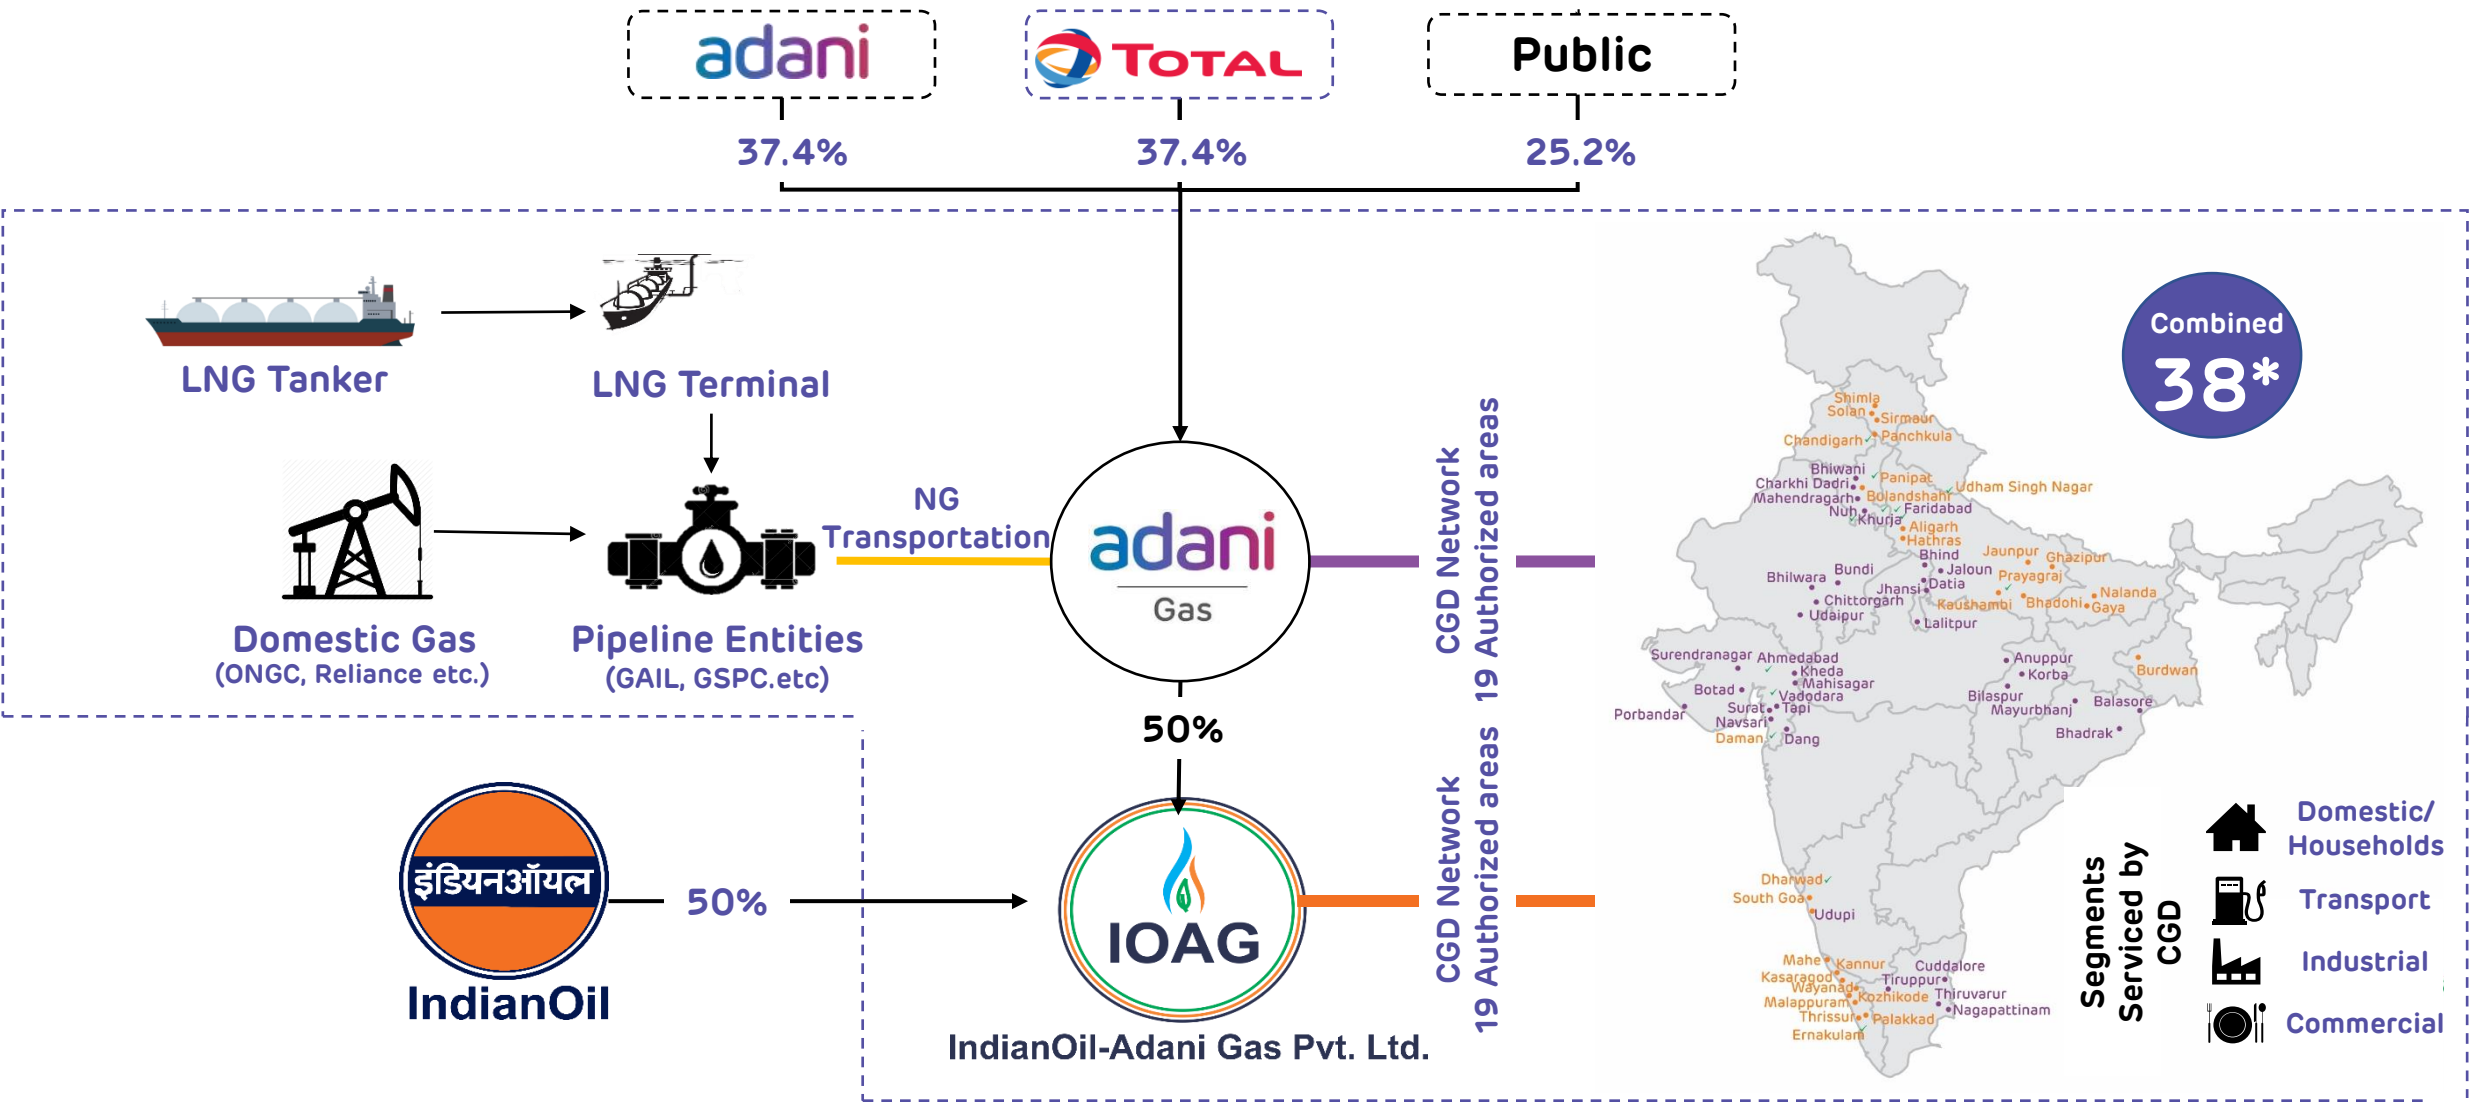 adani
TOTAL
Public
37.4%
37.4%
25.2%
LNG Tanker
LNG Terminal
Domestic Gas
(ONGC, Reliance etc.)
Pipeline Entities
(GAIL, GSPC.etc)
NG
Transportation
adani
Gas
50%
इंडियनऑयल
IndianOil
50%
IOAG
IndianOil-Adani Gas Pvt. Ltd.
CGD Network
19 Authorized areas
CGD Network
19 Authorized areas
Combined
38*
Shimla
Solan
Sirmaur
Chandigarh
Panchkula
Bhiwani
Panipat
Charkhi Dadri
Udham Singh Nagar
Mahendragarh
Bulandshahr
Nuh
Faridabad
Khurja
Aligarh
Hathras
Bhind
Jaunpur
Ghazipur
Bundi
Jaloun
Bhilwara
Prayagraj
Jhansi
Datia
Nalanda
Chittorgarh
Kaushambi
Bhadohi
Gaya
Udaipur
Lalitpur
Surendranagar
Ahmedabad
Anuppur
Kheda
Korba
Burdwan
Mahisagar
Botad
Vadodara
Bilaspur
Surat
Tapi
Mayurbhanj
Balasore
Porbandar
Navsari
Daman
Dang
Bhadrak
Dharwad
South Goa
Udupi
Mahe
Kannur
Cuddalore
Kasaragod
Tiruppur
Wayanad
Kozhikode
Thiruvarur
Malappuram
Nagapattinam
Thrissur
Palakkad
Ernakulam
Segments
Serviced by
CGD
Domestic/
Households
Transport
Industrial
Commercial